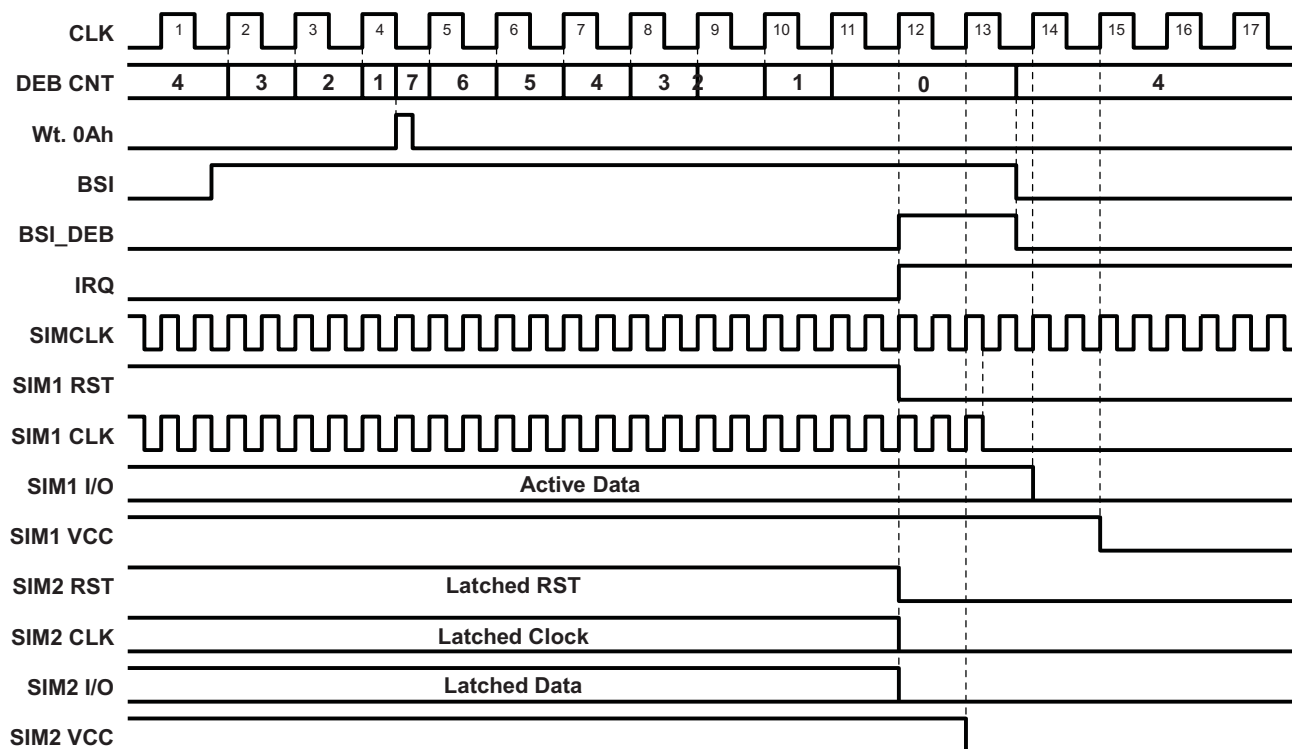 CLK 1 2 3 4 5 6 7 8 9 10 11 12 13 14 15 16 17
DEB CNT 4 3 2 1 7 6 5 4 3 2 1 0 4
Wt. 0Ah
BSI
BSI_DEB
IRQ
SIMCLK
SIM1 RST
SIM1 CLK
SIM1 I/O Active Data
SIM1 VCC
SIM2 RST Latched RST
SIM2 CLK Latched Clock
SIM2 I/O Latched Data
SIM2 VCC